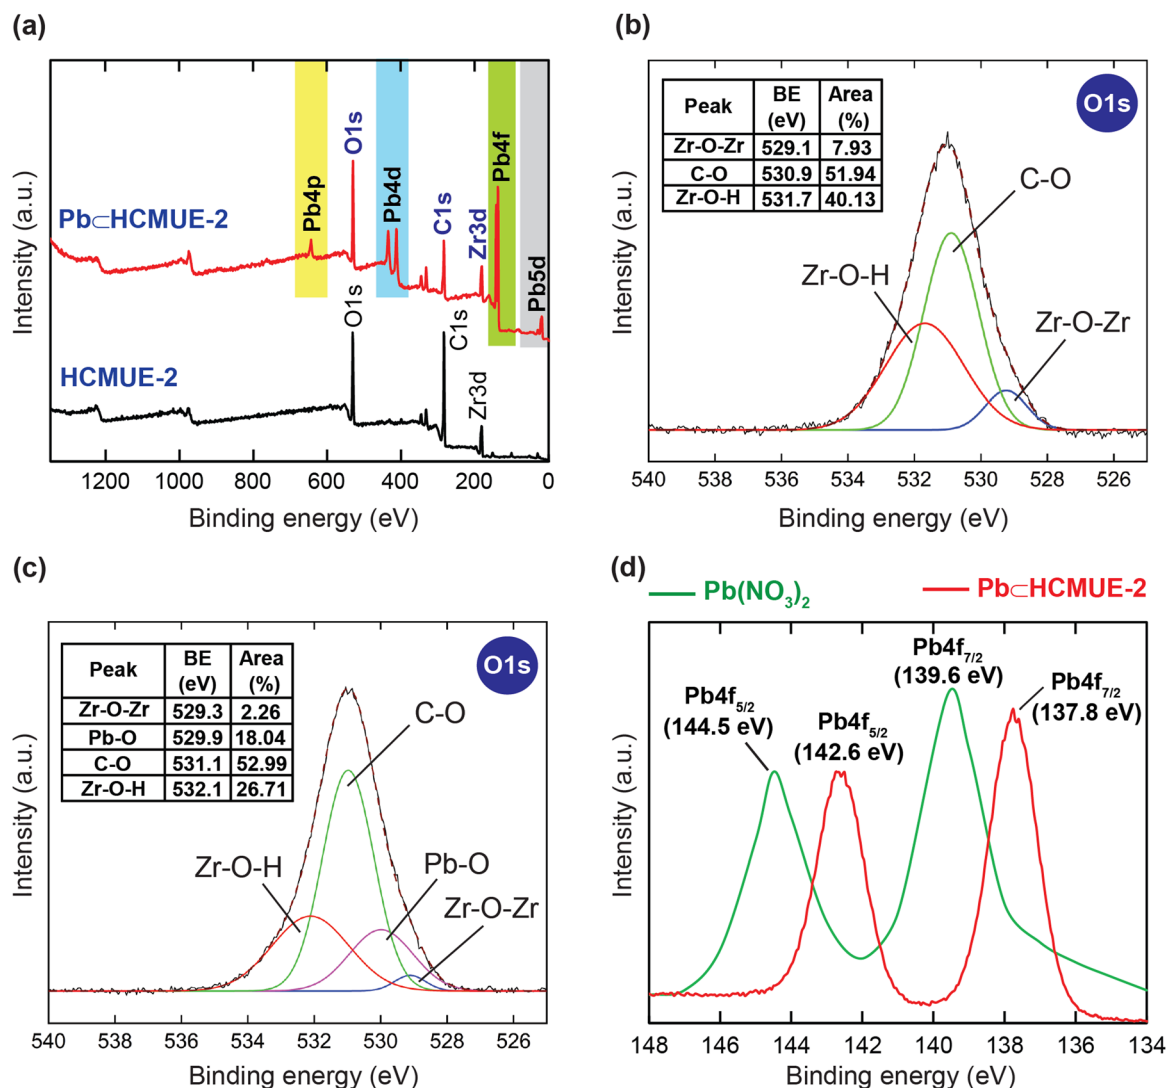 (a)
Pb4p
O1s
Pb4d
C1s
Zr3d
Pb4f
Pb5d
Pb⊂HCMUE-2
O1s
C1s
Zr3d
HCMUE-2
Intensity (a.u.)
1200 1000 800 600 400 200 0
Binding energy (eV)
(b)
Peak BE (eV) Area (%)
Zr-O-Zr 529.1 7.93
C-O 530.9 51.94
Zr-O-H 531.7 40.13
O1s
C-O
Zr-O-H
Zr-O-Zr
Intensity (a.u.)
540 538 536 534 532 530 528 526
Binding energy (eV)
(c)
Peak BE (eV) Area (%)
Zr-O-Zr 529.3 2.26
Pb-O 529.9 18.04
C-O 531.1 52.99
Zr-O-H 532.1 26.71
O1s
C-O
Zr-O-H
Pb-O
Zr-O-Zr
Intensity (a.u.)
540 538 536 534 532 530 528 526
Binding energy (eV)
(d)
Pb(NO₃)₂ Pb⊂HCMUE-2
Pb4f₅/₂
(144.5 eV)
Pb4f₅/₂
(142.6 eV)
Pb4f₇/₂
(139.6 eV)
Pb4f₇/₂
(137.8 eV)
Intensity (a.u.)
148 146 144 142 140 138 136 134
Binding energy (eV)